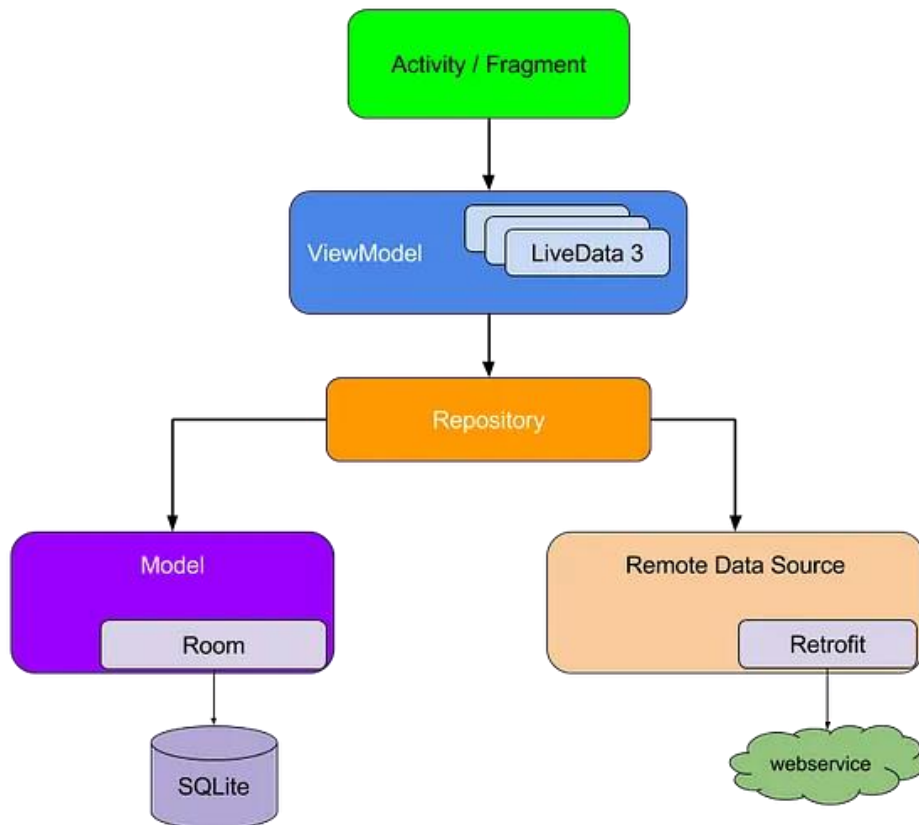 Activity / Fragment
ViewModel
LiveData 3
Repository
Model
Remote Data Source
Room
Retrofit
SQLite
webservice